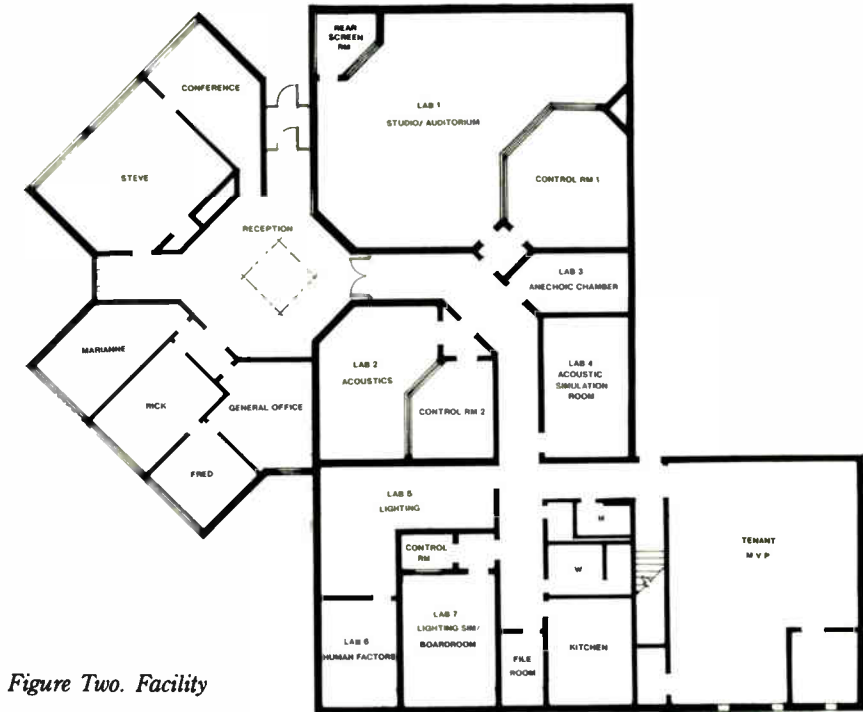 REAR
SCREEN
RM
CONFERENCE
LAB 1
STUDIO/ AUDITORIUM
STEVE
CONTROL RM 1
RECEPTION
LAB 3
ANECHOIC CHAMBER
MARIANNE
LAB 2
ACOUSTICS
LAB 4
ACOUSTIC
SIMULATION
ROOM
RICK
GENERAL OFFICE
CONTROL RM 2
FRED
LAB 5
LIGHTING
M
TENANT
M V P
CONTROL
RM
W
LAB 6
HUMAN FACTORS
LAB 7
LIGHTING SIM/
BOARDROOM
FILE
ROOM
KITCHEN
Figure Two. Facility